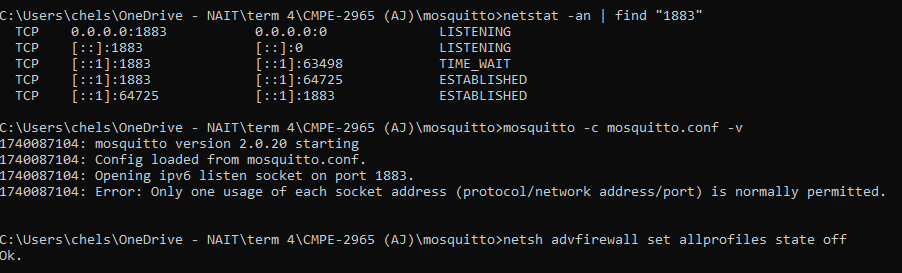 C:\Users\chels\OneDrive - NAIT\term 4\CMPE-2965 (AJ)\mosquitto>netstat -an | find "1883"
  TCP    0.0.0.0:1883           0.0.0.0:0              LISTENING
  TCP    [::]:1883              [::]:0                 LISTENING
  TCP    [::1]:1883             [::1]:63498            TIME_WAIT
  TCP    [::1]:1883             [::1]:64725            ESTABLISHED
  TCP    [::1]:64725            [::1]:1883             ESTABLISHED
C:\Users\chels\OneDrive - NAIT\term 4\CMPE-2965 (AJ)\mosquitto>mosquitto -c mosquitto.conf -v
1740087104: mosquitto version 2.0.20 starting
1740087104: Config loaded from mosquitto.conf.
1740087104: Opening ipv6 listen socket on port 1883.
1740087104: Error: Only one usage of each socket address (protocol/network address/port) is normally permitted.
C:\Users\chels\OneDrive - NAIT\term 4\CMPE-2965 (AJ)\mosquitto>netsh advfirewall set allprofiles state off
Ok.